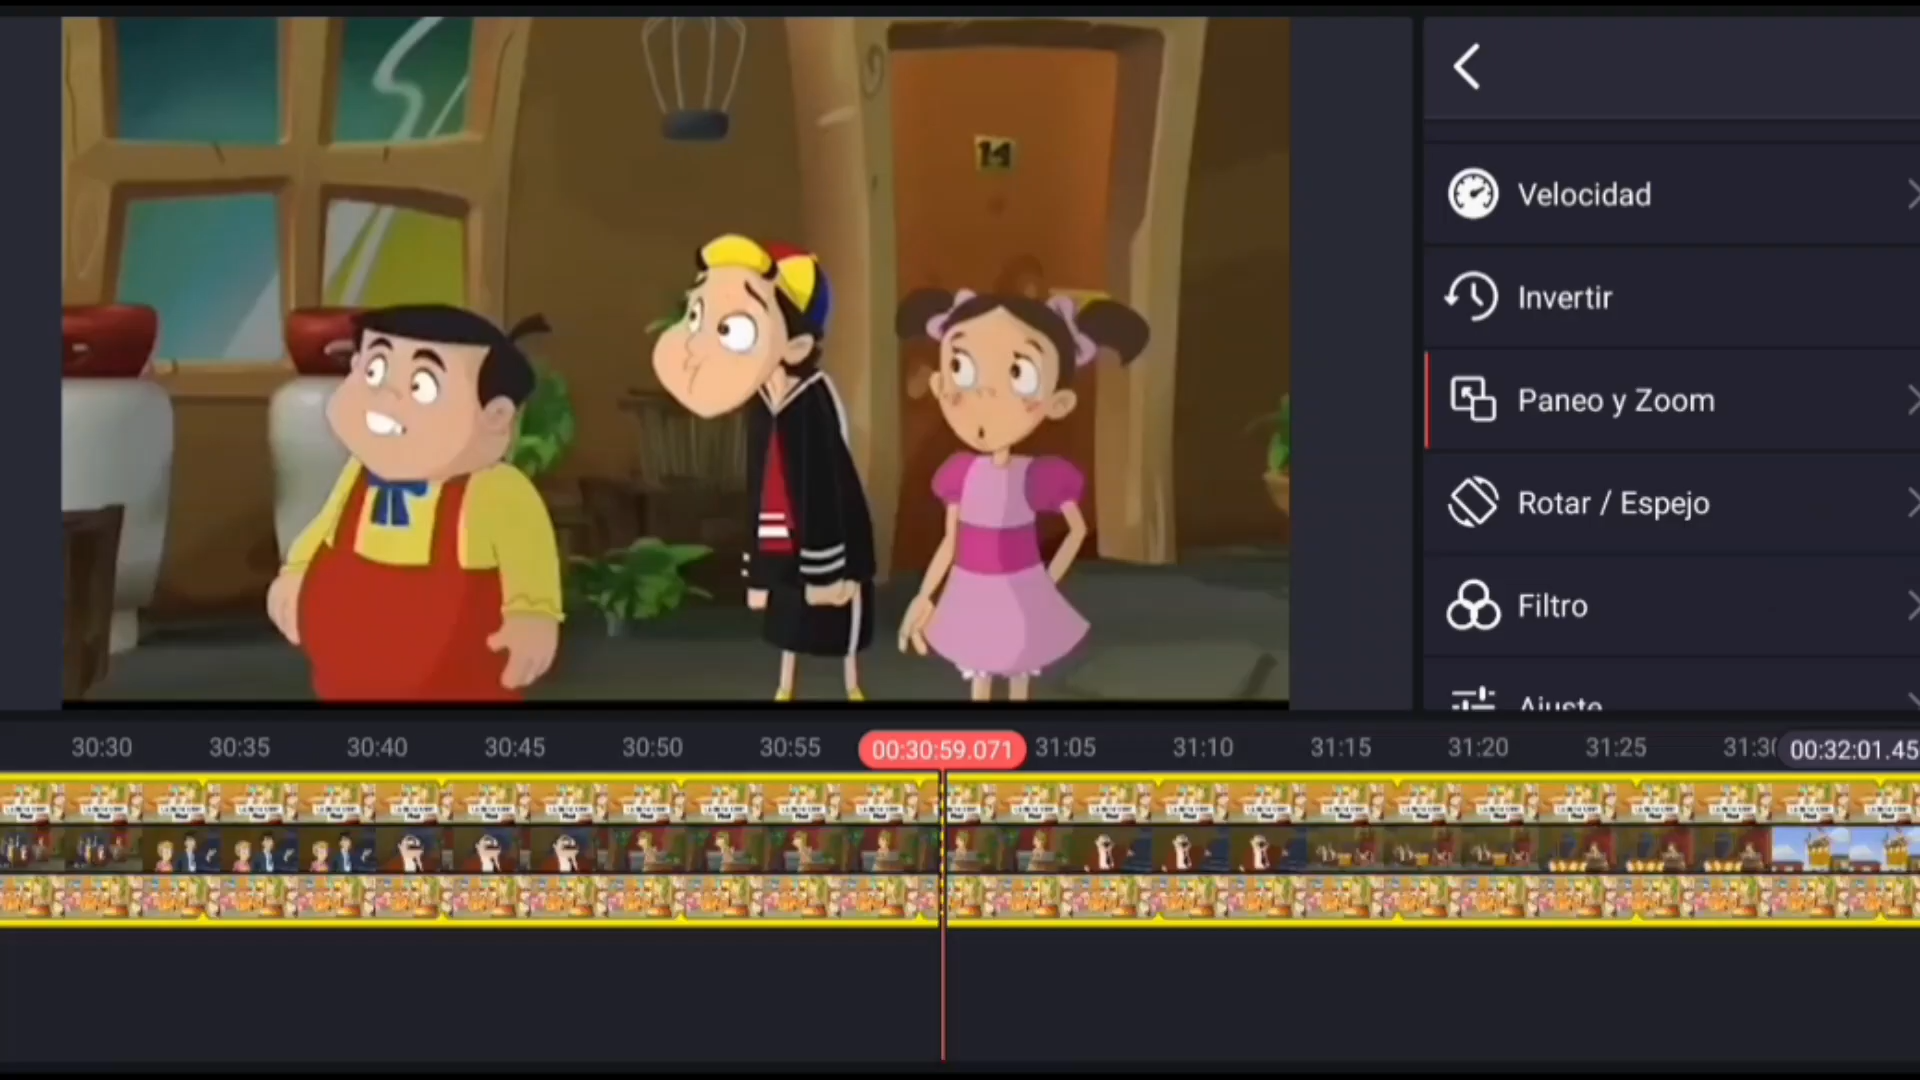 14
Velocidad
Invertir
Paneo y Zoom
Rotar / Espejo
Filtro
Ajuste
30:30 30:35 30:40 30:45 30:50 30:55 00:30:59.071 31:05 31:10 31:15 31:20 31:25 31:30 00:32:01.45